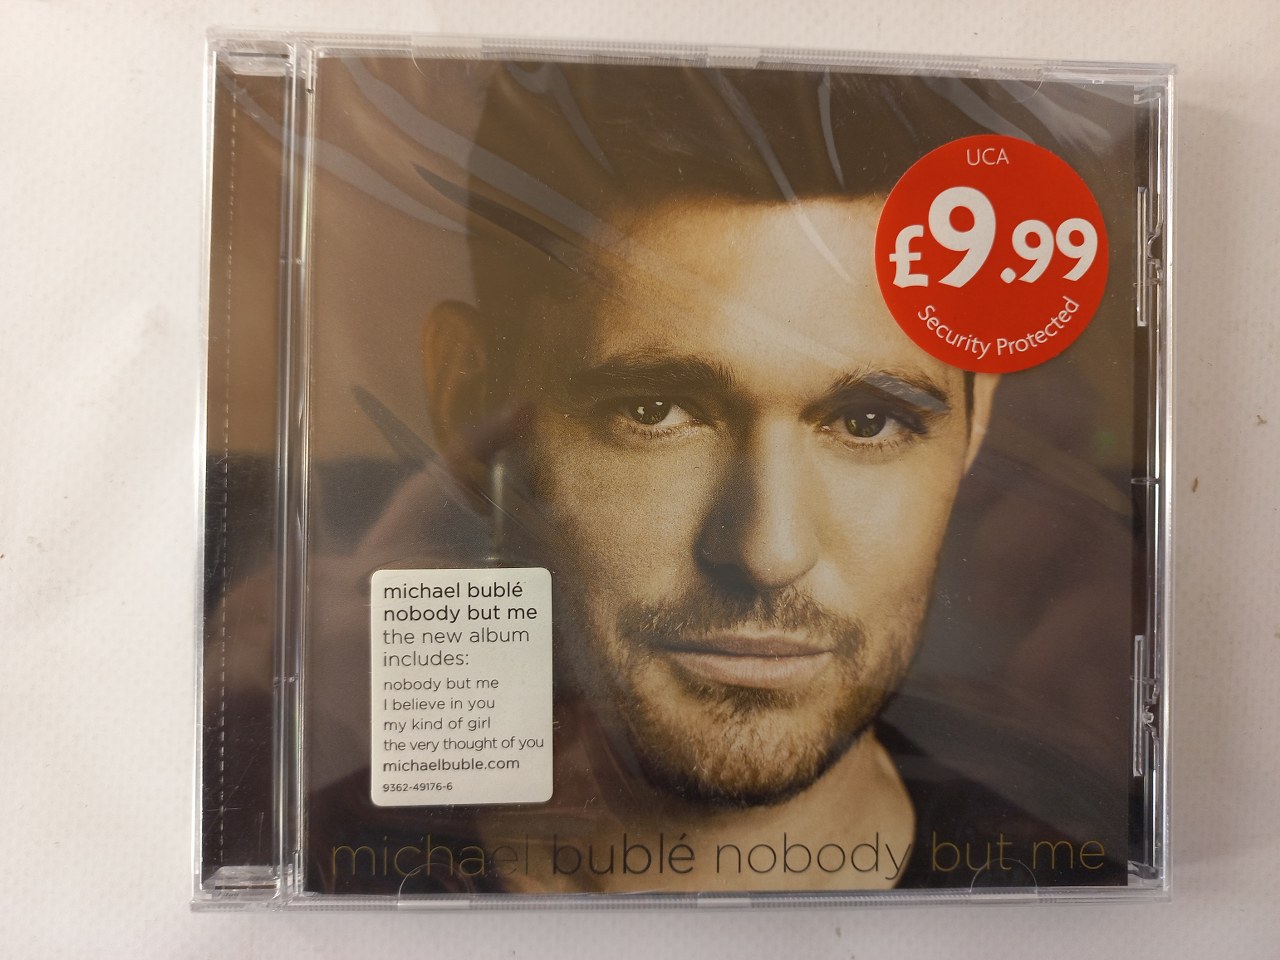 UCA
£9.99
Security Protected
michael bublé
nobody but me
the new album
includes:
nobody but me
I believe in you
my kind of girl
the very thought of you
michaelbuble.com
9362-49176-6
michael bublé nobody but me